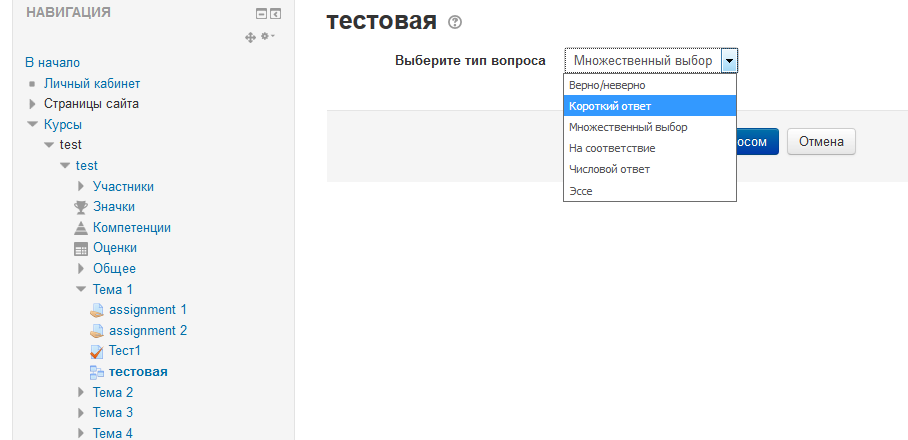 НАВИГАЦИЯ
В начало
Личный кабинет
Страницы сайта
Курсы
test
test
Участники
Значки
Компетенции
Оценки
Общее
Тема 1
assignment 1
assignment 2
Тест1
тестовая
Тема 2
Тема 3
Тема 4
тестовая
Выберите тип вопроса
Множественный выбор
Верно/неверно
Короткий ответ
Множественный выбор
На соответствие
Числовой ответ
Эссе
Отмена